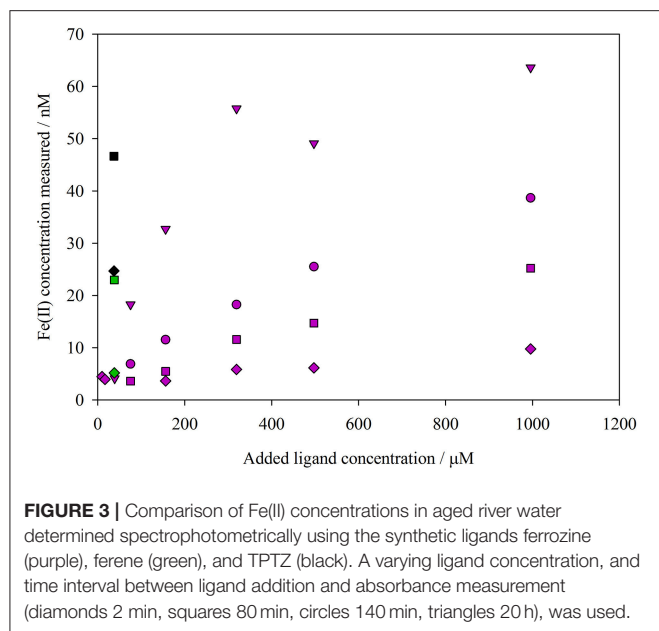 70
60
50
40
30
20
10
0
Fe(II) concentration measured / nM
0 200 400 600 800 1000 1200
Added ligand concentration / µM
FIGURE 3 | Comparison of Fe(II) concentrations in aged river water
determined spectrophotometrically using the synthetic ligands ferrozine
(purple), ferene (green), and TPTZ (black). A varying ligand concentration, and
time interval between ligand addition and absorbance measurement
(diamonds 2 min, squares 80 min, circles 140 min, triangles 20 h), was used.